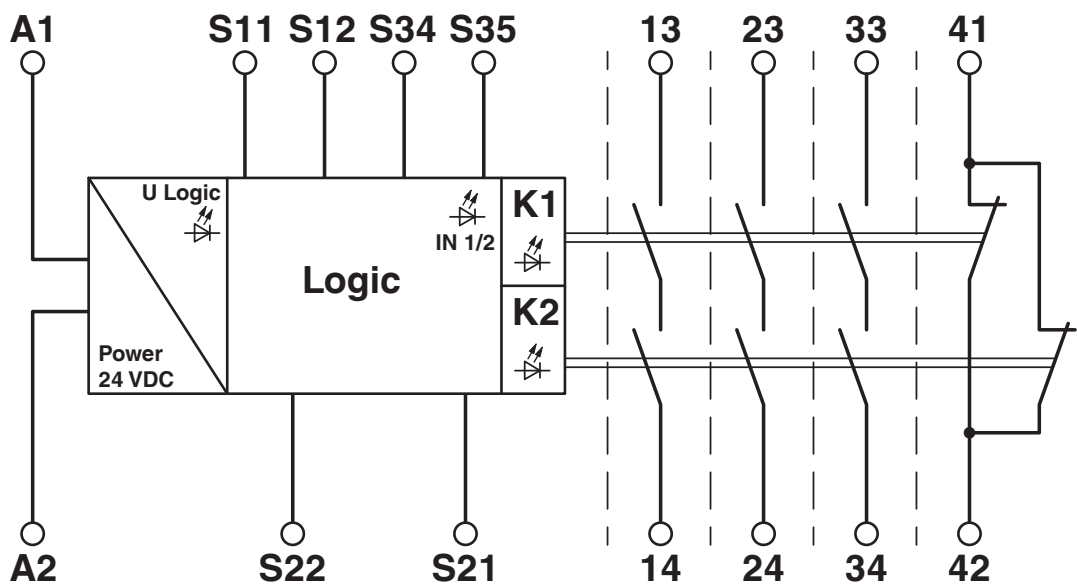 A1 S11 S12 S34 S35 13 23 33 41
U Logic
K1
IN 1/2
Logic
K2
Power
24 VDC
A2 S22 S21 14 24 34 42